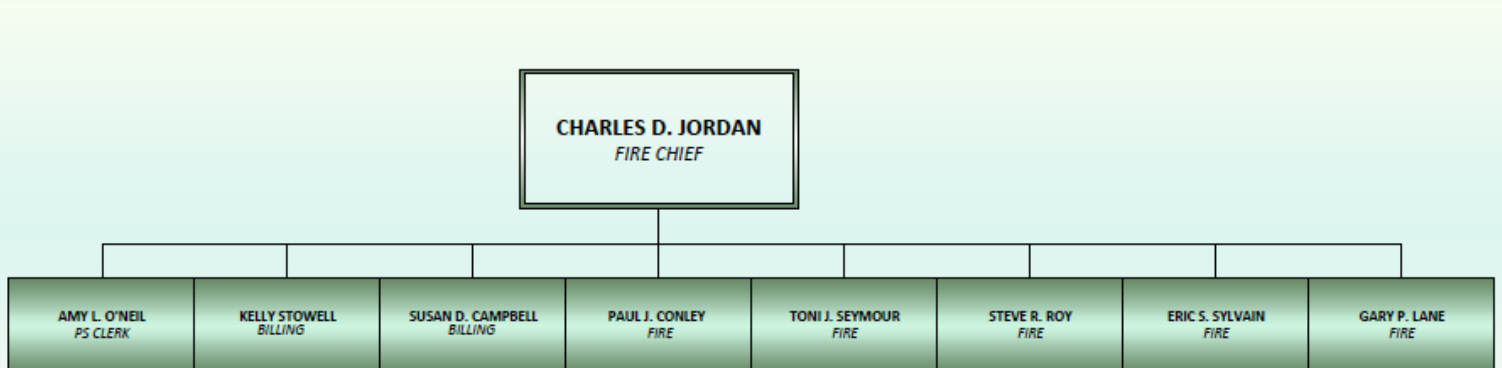 CHARLES D. JORDAN
FIRE CHIEF
AMY L. O'NEIL
PS CLERK
KELLY STOWELL
BILLING
SUSAN D. CAMPBELL
BILLING
PAUL J. CONLEY
FIRE
TONI J. SEYMOUR
FIRE
STEVE R. ROY
FIRE
ERIC S. SYLVAIN
FIRE
GARY P. LANE
FIRE